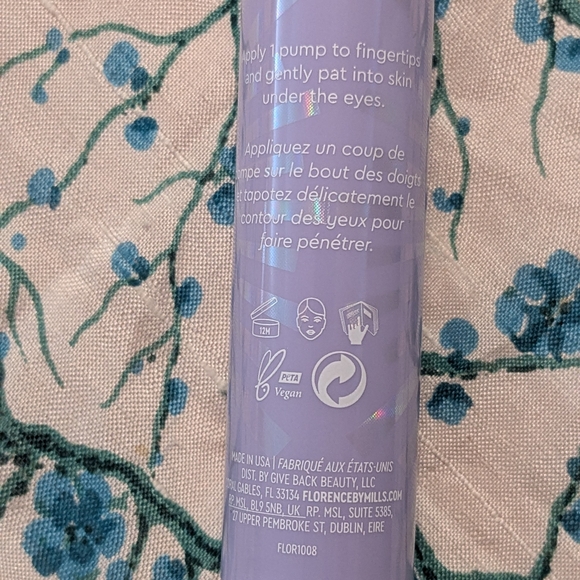 1 pump to fingertips
and gently pat into skin
under the eyes.
Appliquez un coup de
sur le bout des doigts
et tapotez délicatement le
contour des yeux pour
faire pénétrer.
12M
PETA
Vegan
MADE IN USA | FABRIQUÉ AUX ÉTATS-UNIS
DIST. BY GIVE BACK BEAUTY, LLC
GABLES, FL 33134 FLORENCEBYMILLS.COM
RP. MSL, BL9 5NB, UK RP. MSL, SUITE 5385,
27 UPPER PEMBROKE ST, DUBLIN, EIRE
FLOR1008